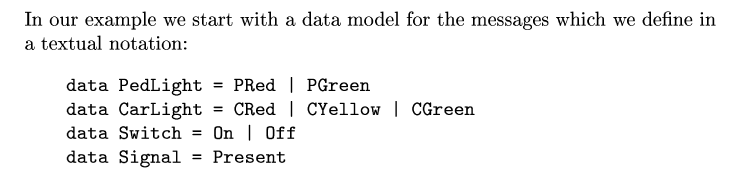 In our example we start with a data model for the messages which we define in
a textual notation:
data PedLight = PRed | PGreen
data CarLight = CRed | CYellow | CGreen
data Switch = On | Off
data Signal = Present